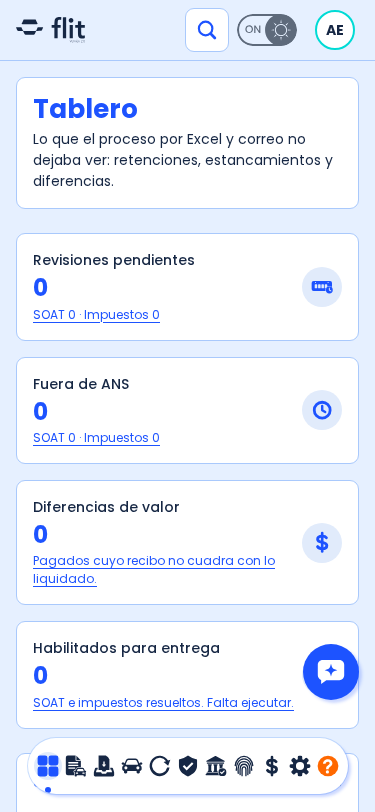 flit
ON
AE
Tablero
Lo que el proceso por Excel y correo no
dejaba ver: retenciones, estancamientos y
diferencias.
Revisiones pendientes
0
SOAT 0 · Impuestos 0
Fuera de ANS
0
SOAT 0 · Impuestos 0
Diferencias de valor
0
Pagados cuyo recibo no cuadra con lo
liquidado.
Habilitados para entrega
0
SOAT e impuestos resueltos. Falta ejecutar.